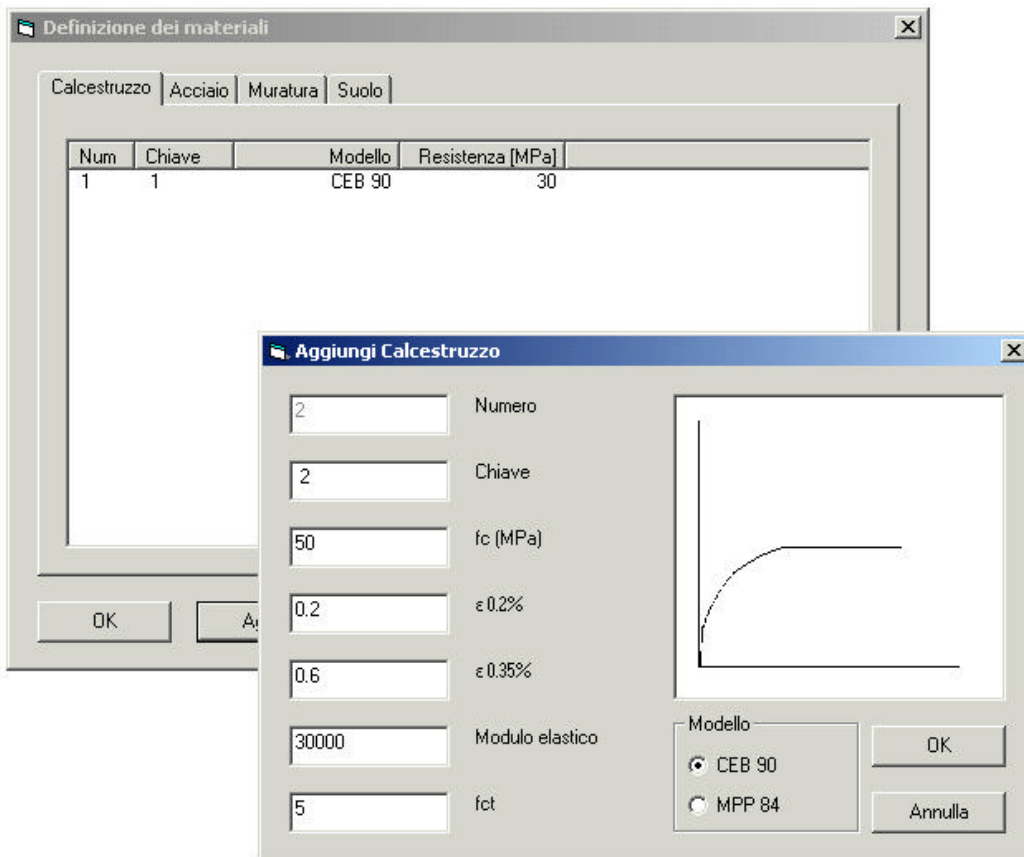 Definizione dei materiali
Calcestruzzo Acciaio Muratura Suolo
Num Chiave Modello Resistenza [MPa]
1 1 CEB 90 30
OK
Aggiungi Calcestruzzo
2 Numero
2 Chiave
50 fc (MPa)
0.2 ε 0.2%
0.6 ε 0.35%
30000 Modulo elastico
5 fct
Modello
CEB 90
MPP 84
OK
Annulla